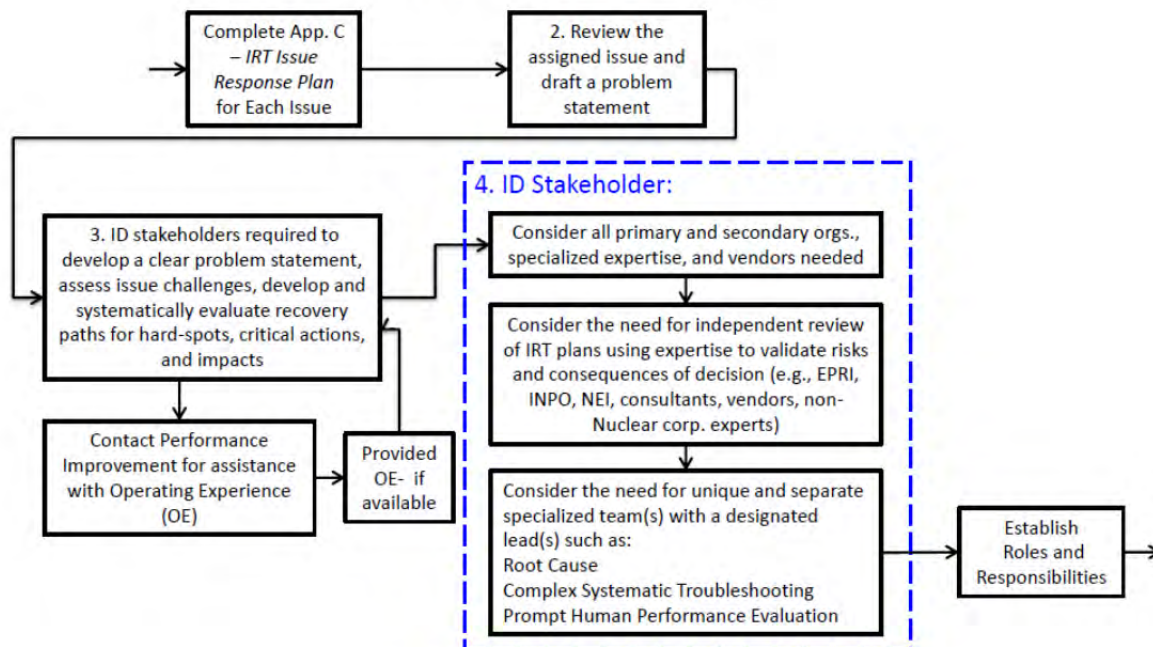 Complete App. C
– IRT Issue
Response Plan
for Each Issue
2. Review the
assigned issue and
draft a problem
statement
3. ID stakeholders required to
develop a clear problem statement,
assess issue challenges, develop and
systematically evaluate recovery
paths for hard-spots, critical actions,
and impacts
Contact Performance
Improvement for assistance
with Operating Experience
(OE)
Provided
OE- if
available
4. ID Stakeholder:
Consider all primary and secondary orgs.,
specialized expertise, and vendors needed
Consider the need for independent review
of IRT plans using expertise to validate risks
and consequences of decision (e.g., EPRI,
INPO, NEI, consultants, vendors, non-
Nuclear corp. experts)
Consider the need for unique and separate
specialized team(s) with a designated
lead(s) such as:
Root Cause
Complex Systematic Troubleshooting
Prompt Human Performance Evaluation
Establish
Roles and
Responsibilities